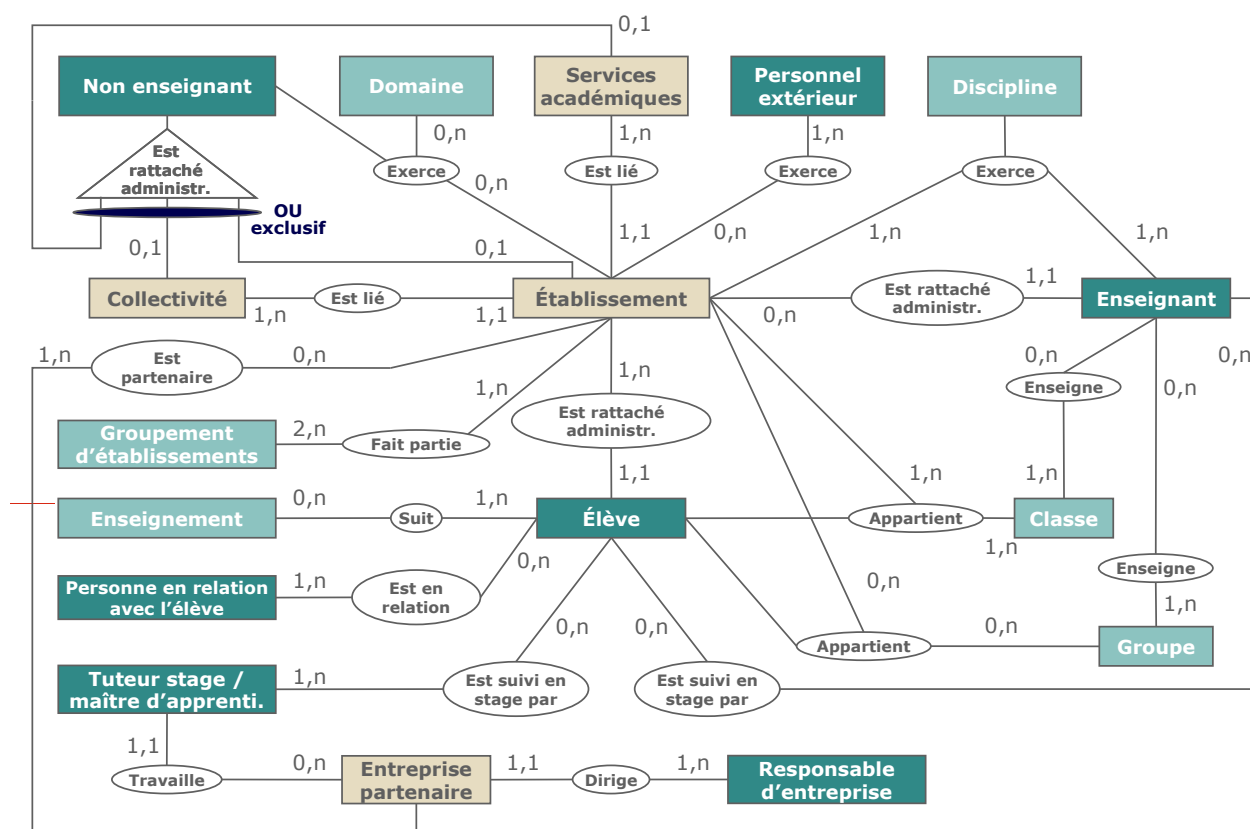 0,1
Non enseignant
Domaine
Services
académiques
Personnel
extérieur
Discipline
0,n
1,n
1,n
Est
rattaché
administr.
Exerce
Est lié
Exerce
Exerce
0,n
OU
exclusif
0,1
0,1
1,1
0,n
1,n
1,n
Collectivité
Est lié
Établissement
Est rattaché
administr.
1,1
Enseignant
1,n
1,1
0,n
1,n
Est
partenaire
0,n
1,n
1,n
0,n
Enseigne
0,n
0,n
Groupement
d’établissements
2,n
Fait partie
Est rattaché
administr.
1,1
1,n
1,n
Enseignement
0,n
Suit
1,n
Élève
Appartient
Classe
1,n
0,n
Personne en relation
avec l’élève
1,n
Est en
relation
0,n
Enseigne
1,n
0,n
0,n
Appartient
0,n
Groupe
Tuteur stage /
maître d’apprenti.
1,n
Est suivi en
stage par
Est suivi en
stage par
1,1
Travaille
0,n
Entreprise
partenaire
1,1
Dirige
1,n
Responsable
d’entreprise